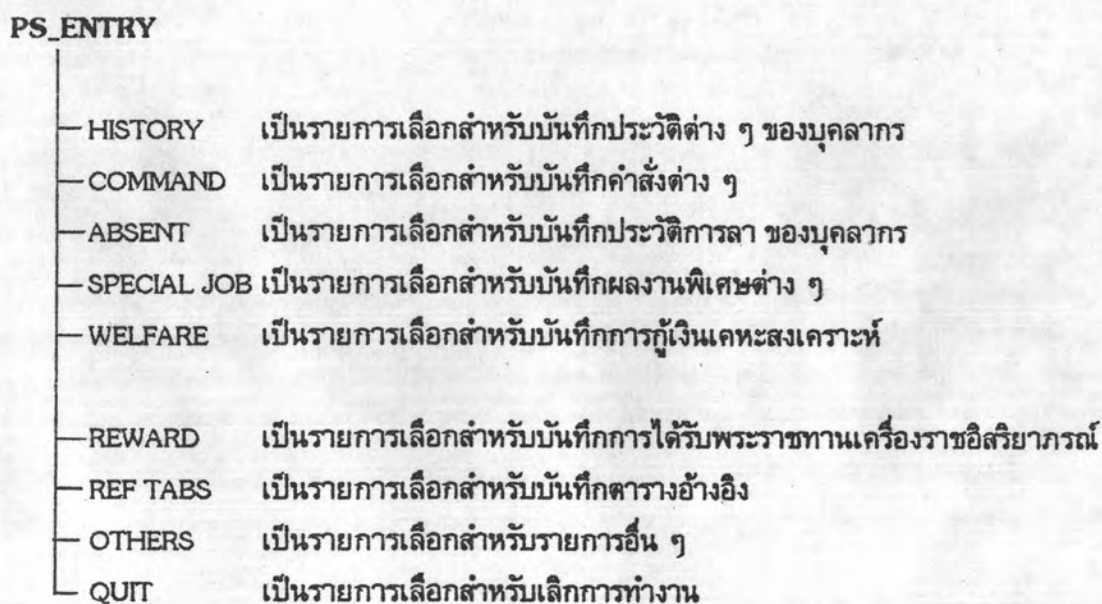 PS_ENTRY
HISTORY เป็นรายการเลือกสำหรับบันทึกประวัติต่าง ๆ ของบุคลากร
COMMAND เป็นรายการเลือกสำหรับบันทึกคำสั่งต่าง ๆ
ABSENT เป็นรายการเลือกสำหรับบันทึกประวัติการลา ของบุคลากร
SPECIAL JOB เป็นรายการเลือกสำหรับบันทึกผลงานพิเศษต่าง ๆ
WELFARE เป็นรายการเลือกสำหรับบันทึกการกู้เงินเคหะสงเคราะห์
REWARD เป็นรายการเลือกสำหรับบันทึกการได้รับพระราชทานเครื่องราชอิสริยาภรณ์
REF TABS เป็นรายการเลือกสำหรับบันทึกตารางอ้างอิง
OTHERS เป็นรายการเลือกสำหรับรายการอื่น ๆ
QUIT เป็นรายการเลือกสำหรับเลิกการทำงาน